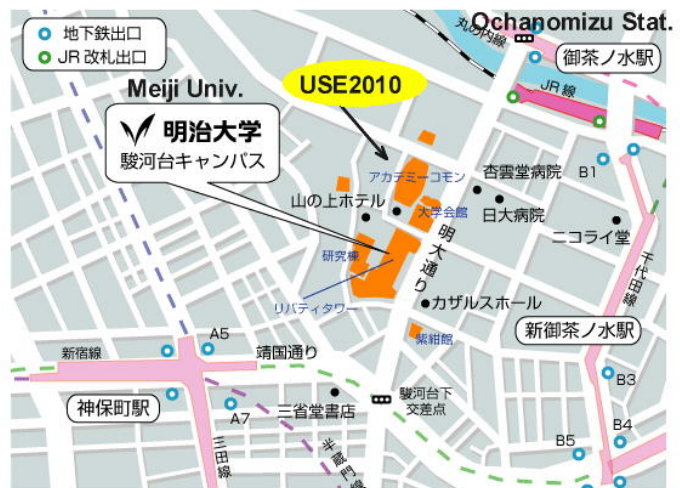 Ochanomizu Stat.
地下鉄出口
JR改札出口
丸の内線
御茶ノ水駅
JR線
Meiji Univ.
USE2010
明治大学
駿河台キャンパス
アカデミーコモン
杏雲堂病院
B1
山の上ホテル
大学会館
日大病院
ニコライ堂
明大通り
研究棟
千代田線
リバティタワー
カザルスホール
新御茶ノ水駅
紫紺館
A5
新宿線
靖国通り
B3
神保町駅
A7
三省堂書店
駿河台下
交差点
三田線
半蔵門線
B4
B5